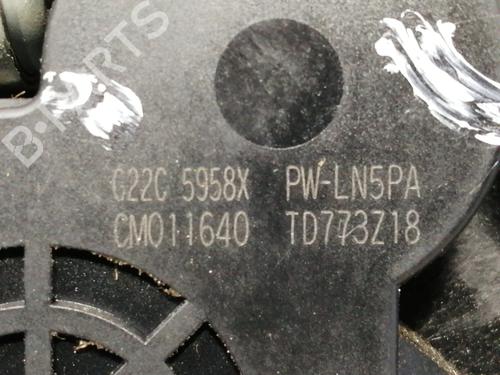 B-PARTS
G22C 5958X PW-LN5PA
CM011640 TD773Z18